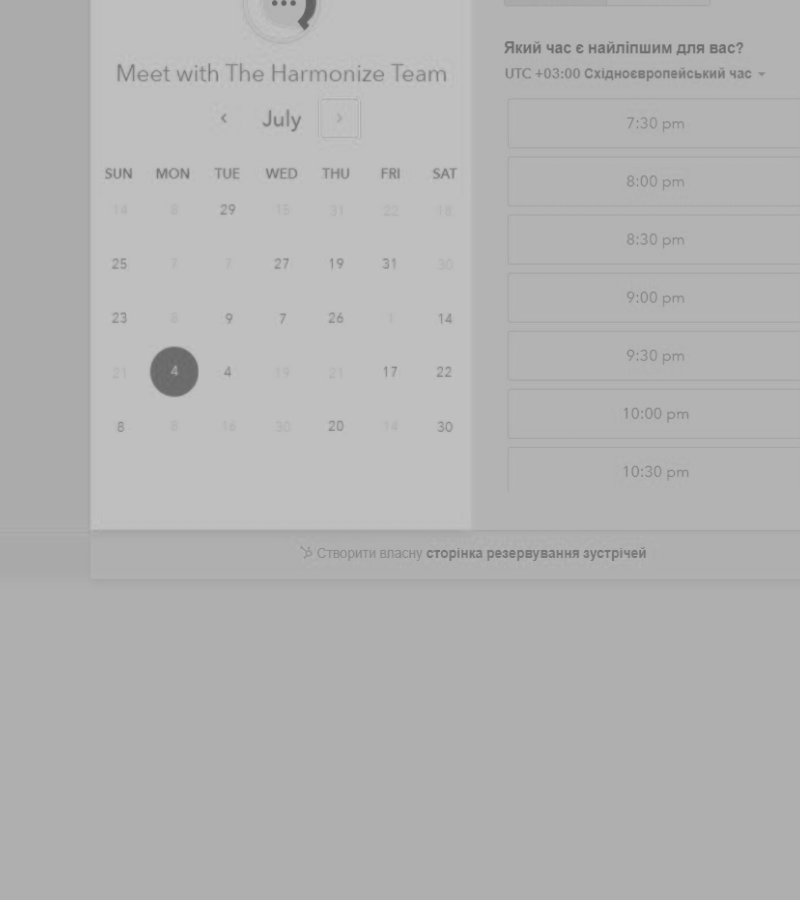 Meet with The Harmonize Team
July
SUN MON TUE WED THU FRI SAT
14 8 29 15 31 22 18
25 7 7 27 19 31 30
23 9 7 26 14
21 4 4 19 21 17 22
8 8 16 30 20 14 30
Який час є найліпшим для вас?
UTC +03:00 Східноєвропейський час
7:30 pm
8:00 pm
8:30 pm
9:00 pm
9:30 pm
10:00 pm
10:30 pm
Створити власну сторінка резервування зустрічей